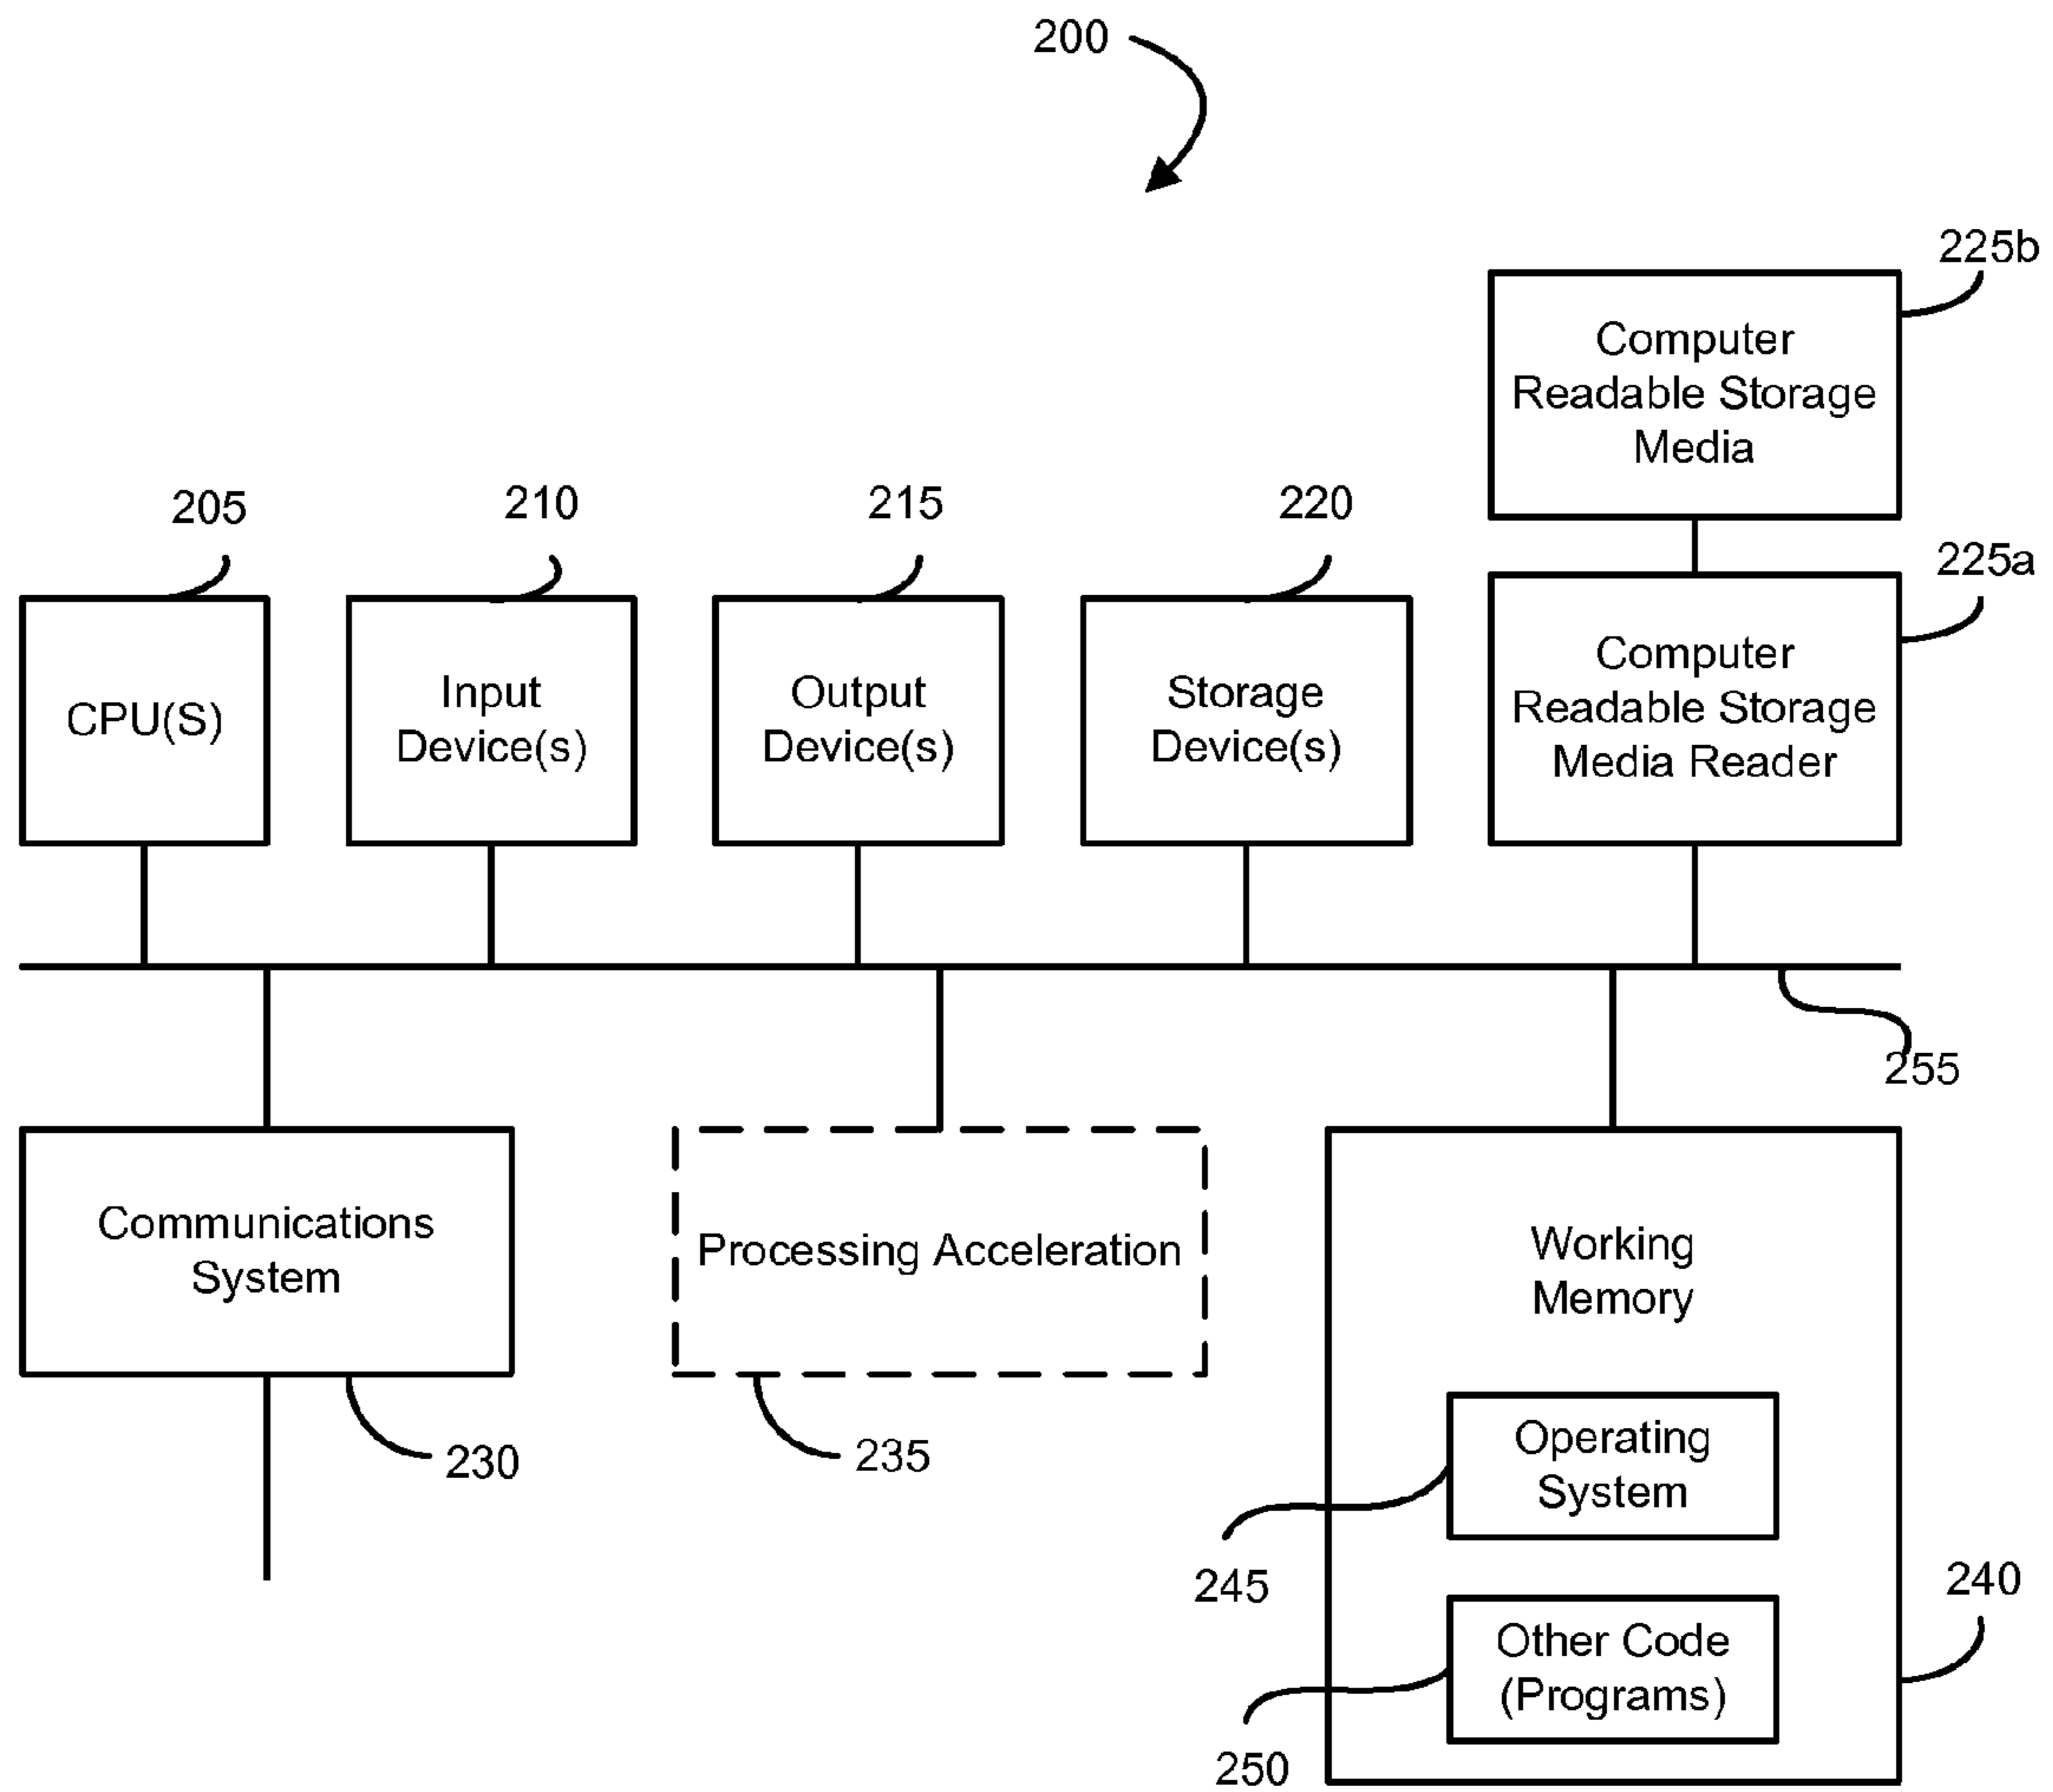 200
225b
Computer
Readable Storage
Media
205
210
215
220
225a
CPU(S)
Input
Device(s)
Output
Device(s)
Storage
Device(s)
Computer
Readable Storage
Media Reader
255
Communications
System
230
Processing Acceleration
235
Working
Memory
Operating
System
245
240
Other Code
(Programs)
250